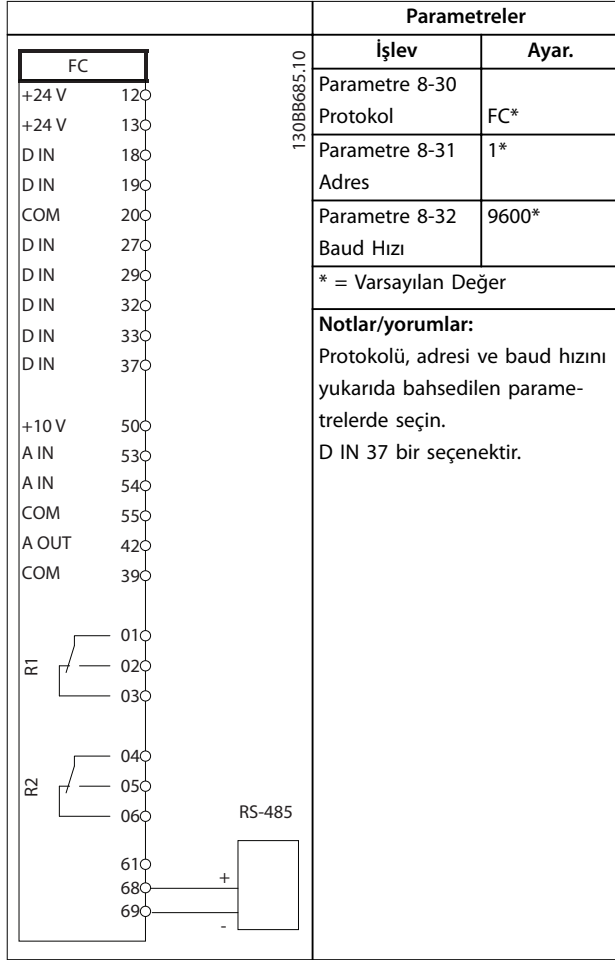 Parametreler
İşlev Ayar.
Parametre 8-30
Protokol FC*
Parametre 8-31 1*
Adres
Parametre 8-32 9600*
Baud Hızı
* = Varsayılan Değer
Notlar/yorumlar:
Protokolü, adresi ve baud hızını
yukarıda bahsedilen parame-
trelerde seçin.
D IN 37 bir seçenektir.
FC
130BB685.10
+24 V 12
+24 V 13
D IN 18
D IN 19
COM 20
D IN 27
D IN 29
D IN 32
D IN 33
D IN 37
+10 V 50
A IN 53
A IN 54
COM 55
A OUT 42
COM 39
R1
01
02
03
R2
04
05
06
RS-485
61
68 +
69 -